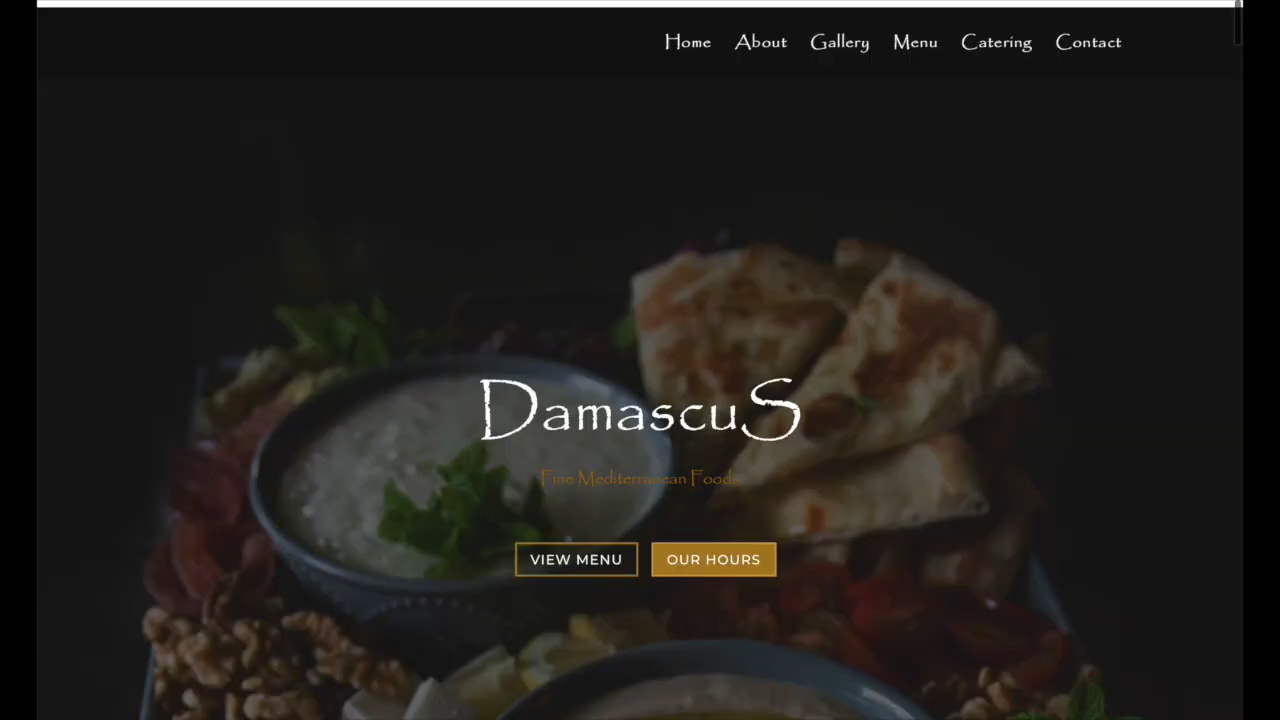 Home About Gallery Menu Catering Contact
DamascuS
Fine Mediterranean Foods
VIEW MENU OUR HOURS